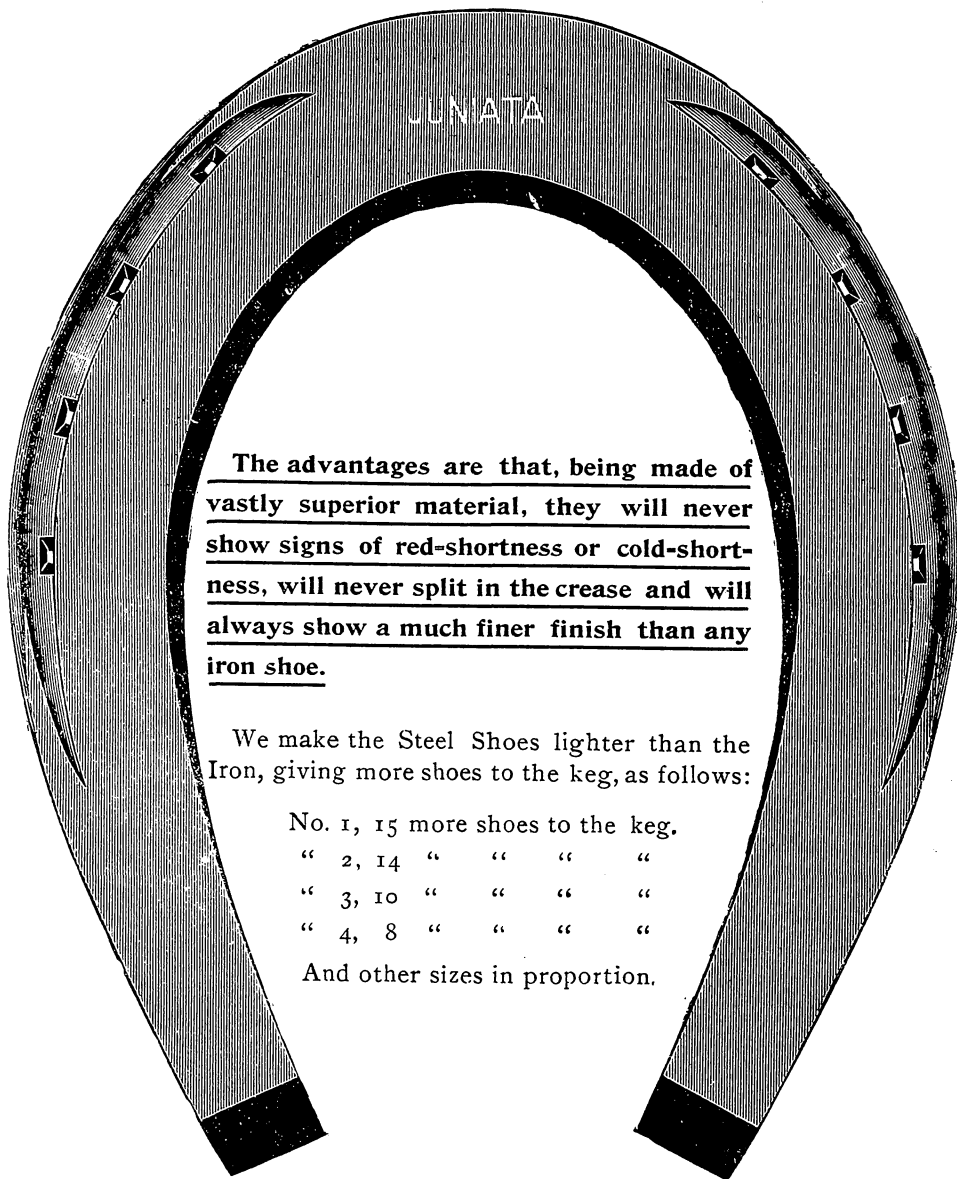 JUNIATA
The advantages are that, being made of
vastly superior material, they will never
show signs of red-shortness or cold-short-
ness, will never split in the crease and will
always show a much finer finish than any
iron shoe.
We make the Steel Shoes lighter than the
Iron, giving more shoes to the keg, as follows:
No. 1, 15 more shoes to the keg.
“ 2, 14 “ “ “ “
“ 3, 10 “ “ “ “
“ 4, 8 “ “ “ “
And other sizes in proportion.